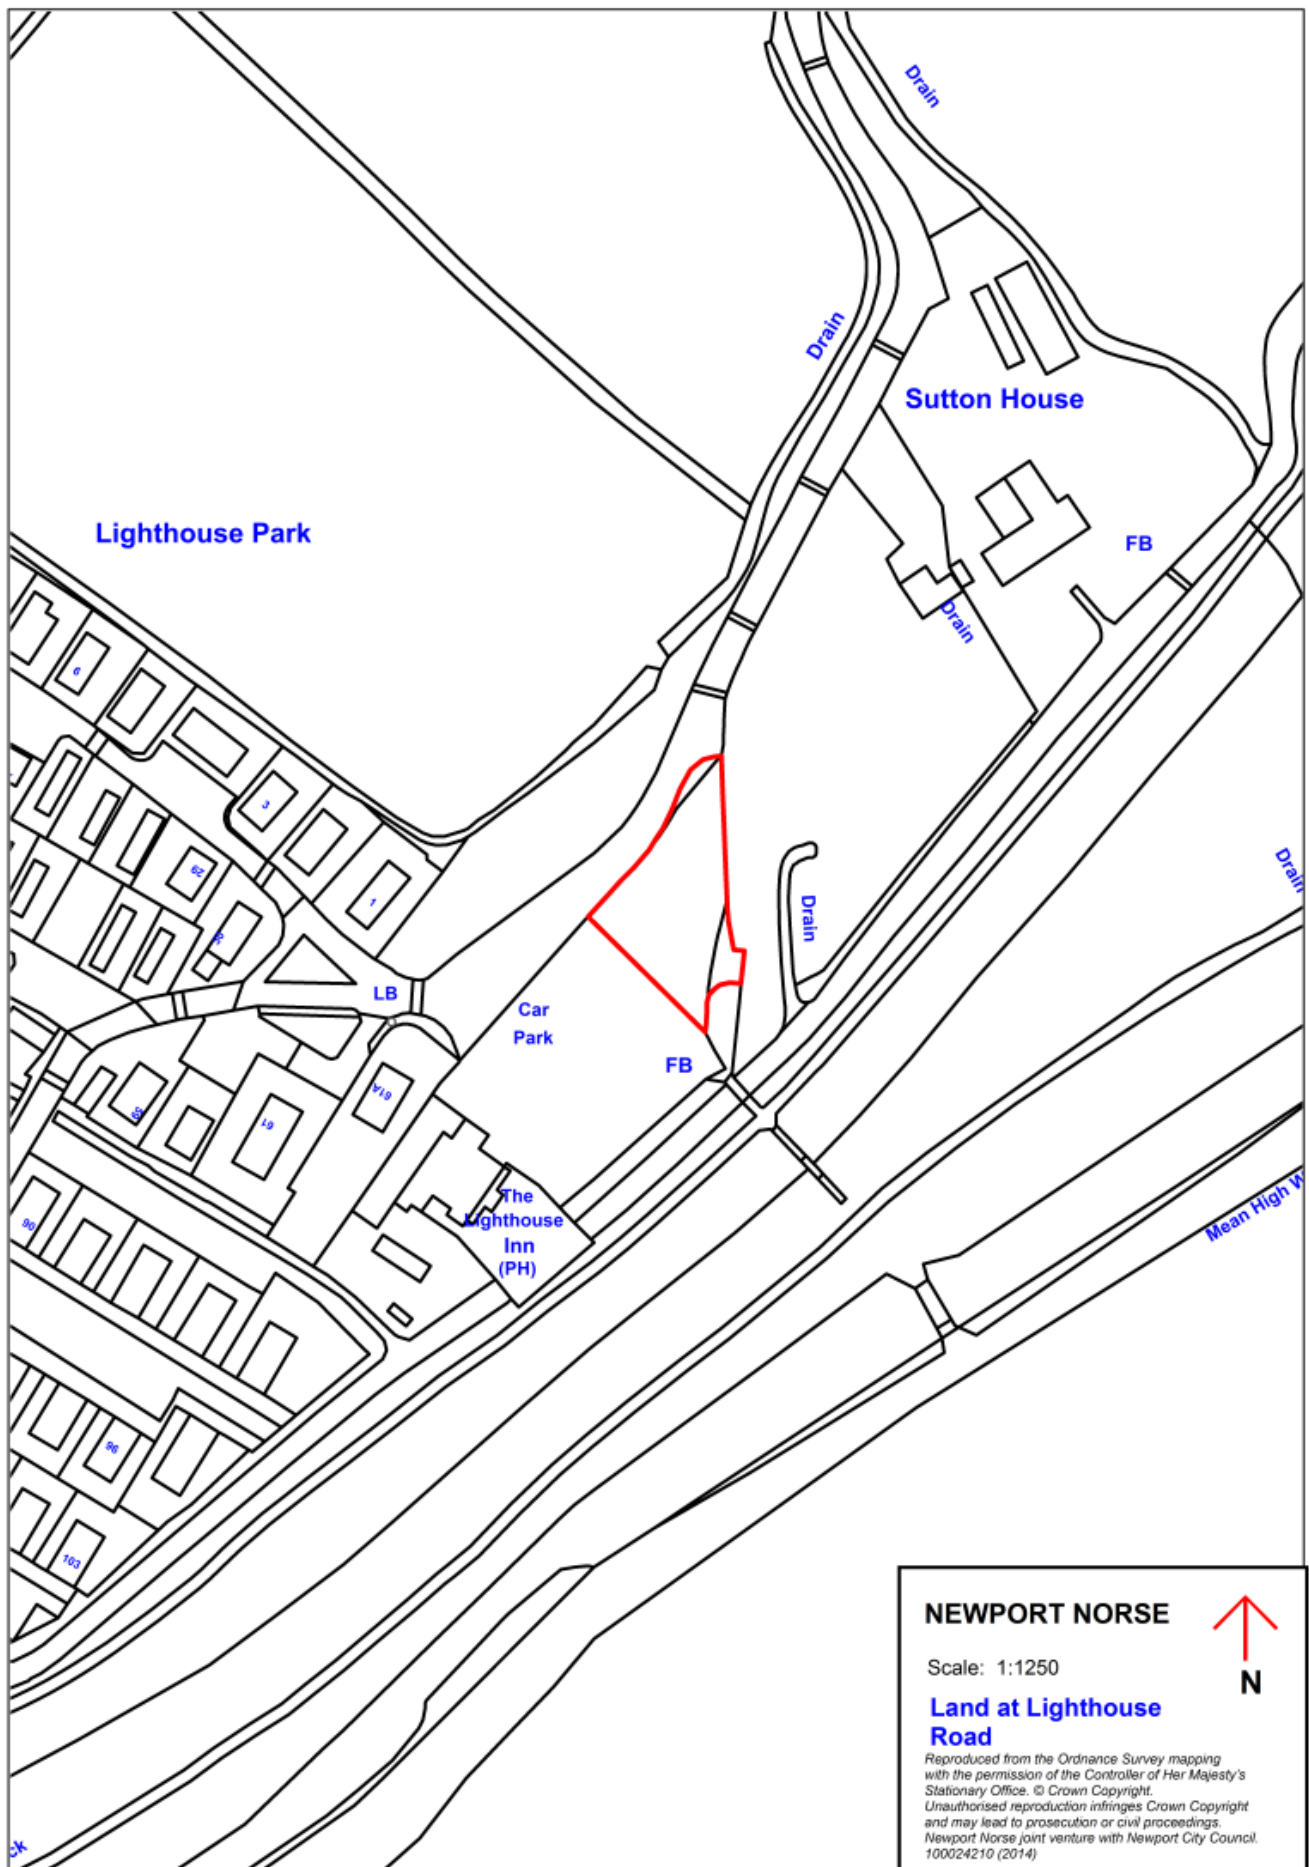 Drain
Drain
Sutton House
Lighthouse Park
FB
Drain
6
3
29
1
Drain
Drain
LB
Car
Park
FB
61A
59
61
The
Lighthouse
Inn
(PH)
90
Mean High W
96
103
ck
NEWPORT NORSE
Scale: 1:1250
N
Land at Lighthouse
Road
Reproduced from the Ordnance Survey mapping
with the permission of the Controller of Her Majesty's
Stationary Office. © Crown Copyright.
Unauthorised reproduction infringes Crown Copyright
and may lead to prosecution or civil proceedings.
Newport Norse joint venture with Newport City Council.
100024210 (2014)